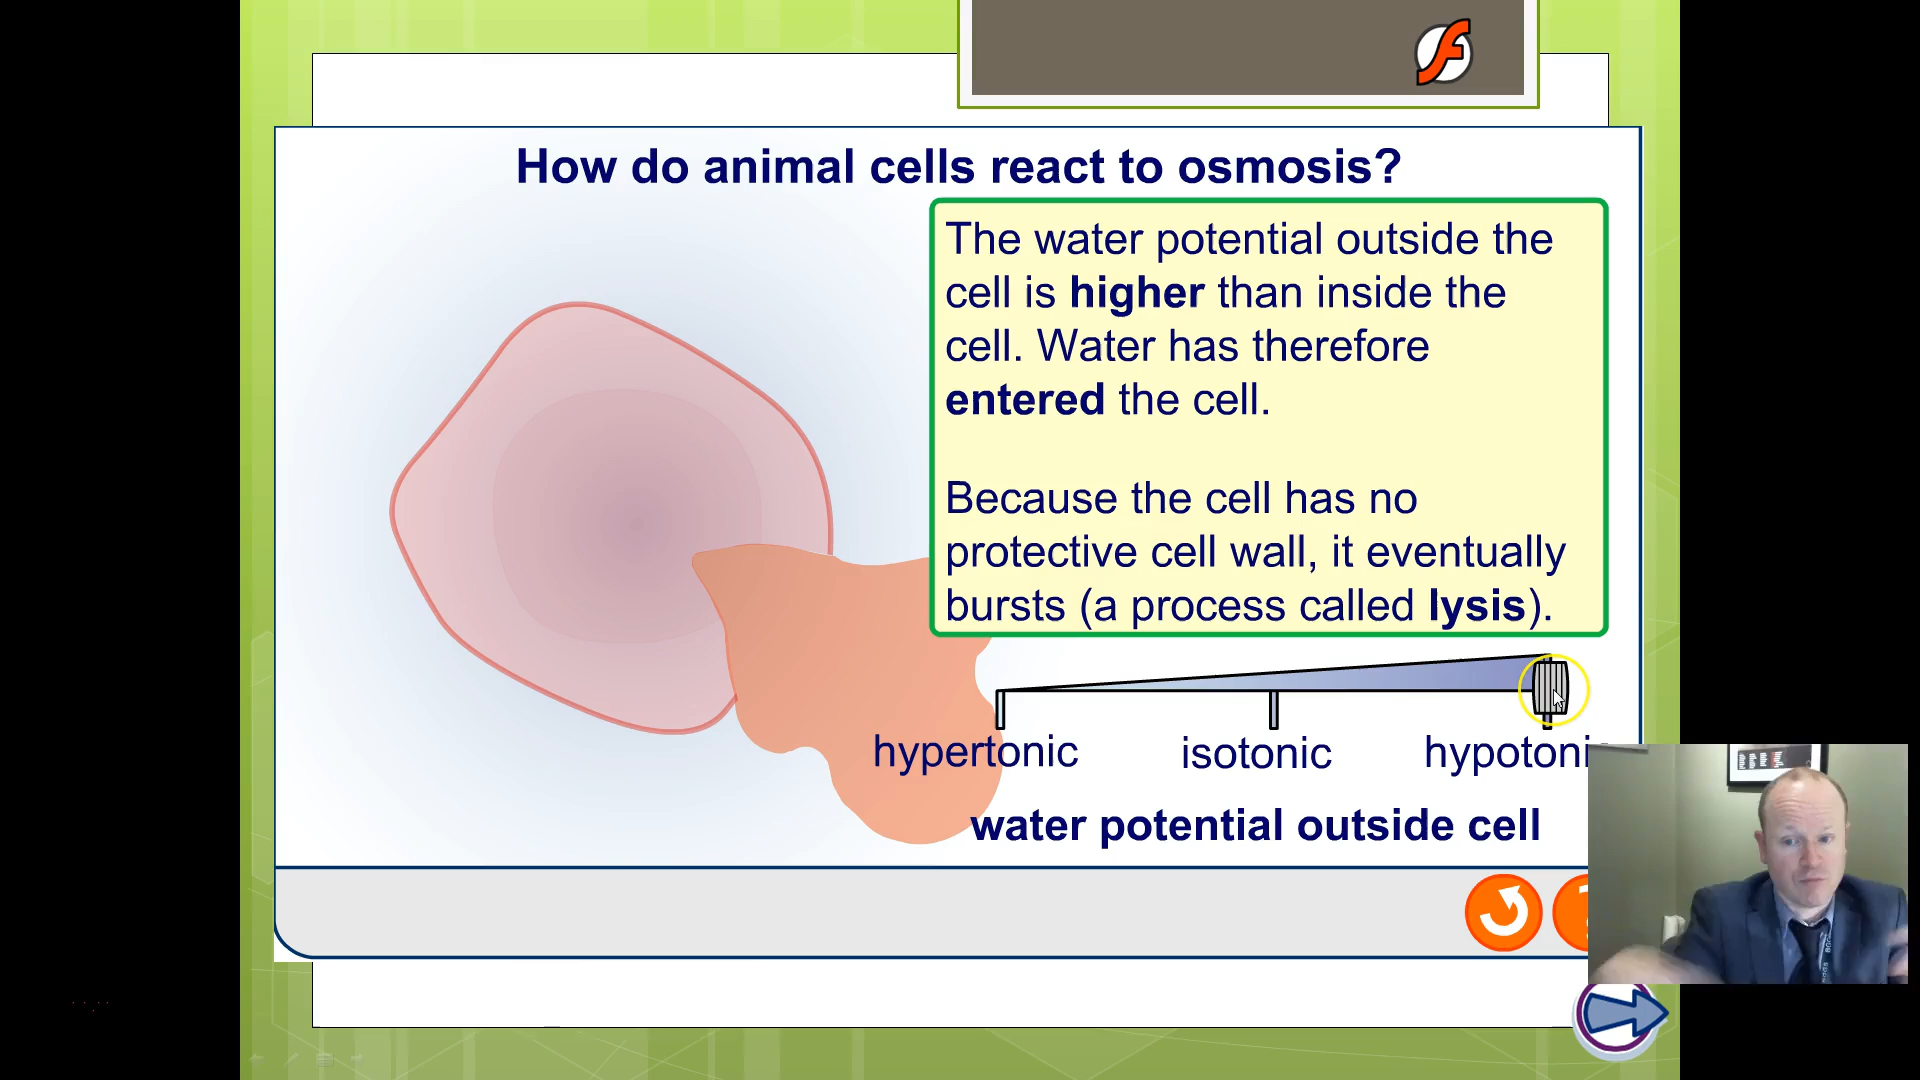 How do animal cells react to osmosis?
The water potential outside the
cell is higher than inside the
cell. Water has therefore
entered the cell.
Because the cell has no
protective cell wall, it eventually
bursts (a process called lysis).
hypertonic
isotonic
hypotoni
water potential outside cell